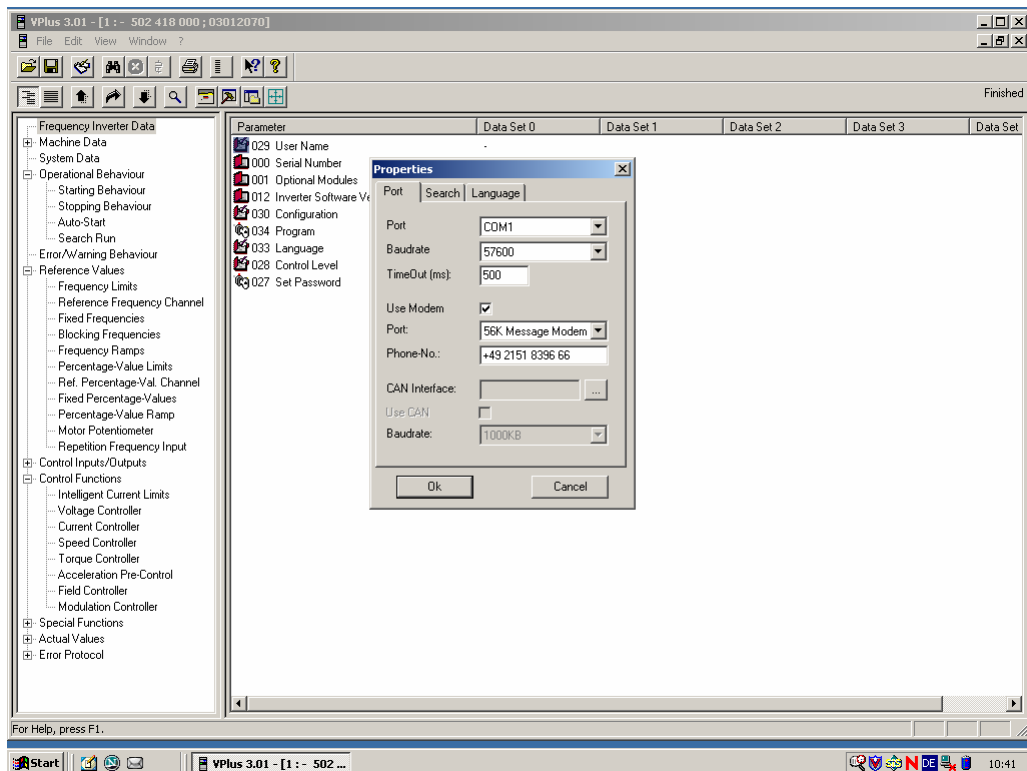 VPlus 3.01 - [1 : - 502 418 000 ; 03012070]
File Edit View Window ?
Finished
Frequency Inverter Data
Machine Data
System Data
Operational Behaviour
Starting Behaviour
Stopping Behaviour
Auto-Start
Search Run
Error/Warning Behaviour
Reference Values
Frequency Limits
Reference Frequency Channel
Fixed Frequencies
Blocking Frequencies
Frequency Ramps
Percentage-Value Limits
Ref. Percentage-Val. Channel
Fixed Percentage-Values
Percentage-Value Ramp
Motor Potentiometer
Repetition Frequency Input
Control Inputs/Outputs
Control Functions
Intelligent Current Limits
Voltage Controller
Current Controller
Speed Controller
Torque Controller
Acceleration Pre-Control
Field Controller
Modulation Controller
Special Functions
Actual Values
Error Protocol
Parameter Data Set 0 Data Set 1 Data Set 2 Data Set 3 Data Set
029 User Name -
000 Serial Number
001 Optional Modules
012 Inverter Software Ve
030 Configuration
034 Program
033 Language
028 Control Level
027 Set Password
Properties
Port Search Language
Port COM1
Baudrate 57600
TimeOut (ms): 500
Use Modem
Port: 56K Message Modem
Phone-No.: +49 2151 8396 66
CAN Interface: ...
Use CAN
Baudrate: 1000KB
Ok Cancel
For Help, press F1.
Start VPlus 3.01 - [1 : - 502 ... N DE 10:41